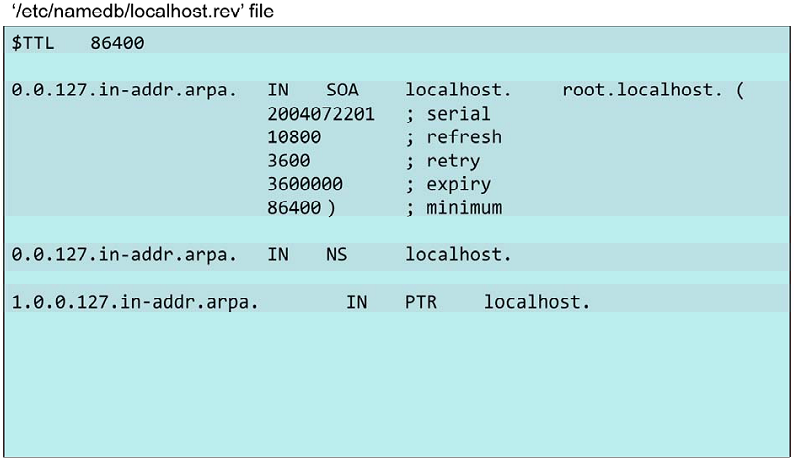 '/etc/namedb/localhost.rev' file
$TTL 86400
0.0.127.in-addr.arpa. IN SOA localhost. root.localhost. (
2004072201 ; serial
10800 ; refresh
3600 ; retry
3600000 ; expiry
86400 ) ; minimum
0.0.127.in-addr.arpa. IN NS localhost.
1.0.0.127.in-addr.arpa. IN PTR localhost.